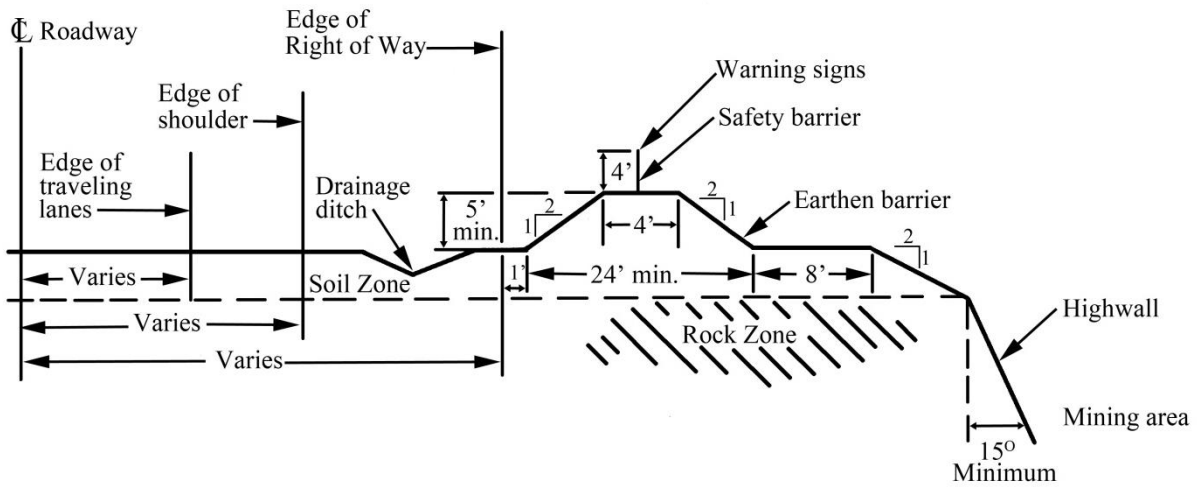 ℄ Roadway
Edge of
Right of Way
Edge of
shoulder
Edge of
traveling
lanes
Drainage
ditch
Warning signs
Safety barrier
4’
5’
min.
1
2
4’
2
1
Earthen barrier
2
1
Varies
Soil Zone
1’
24’ min.
8’
Varies
Rock Zone
Highwall
Varies
Mining area
15O
Minimum